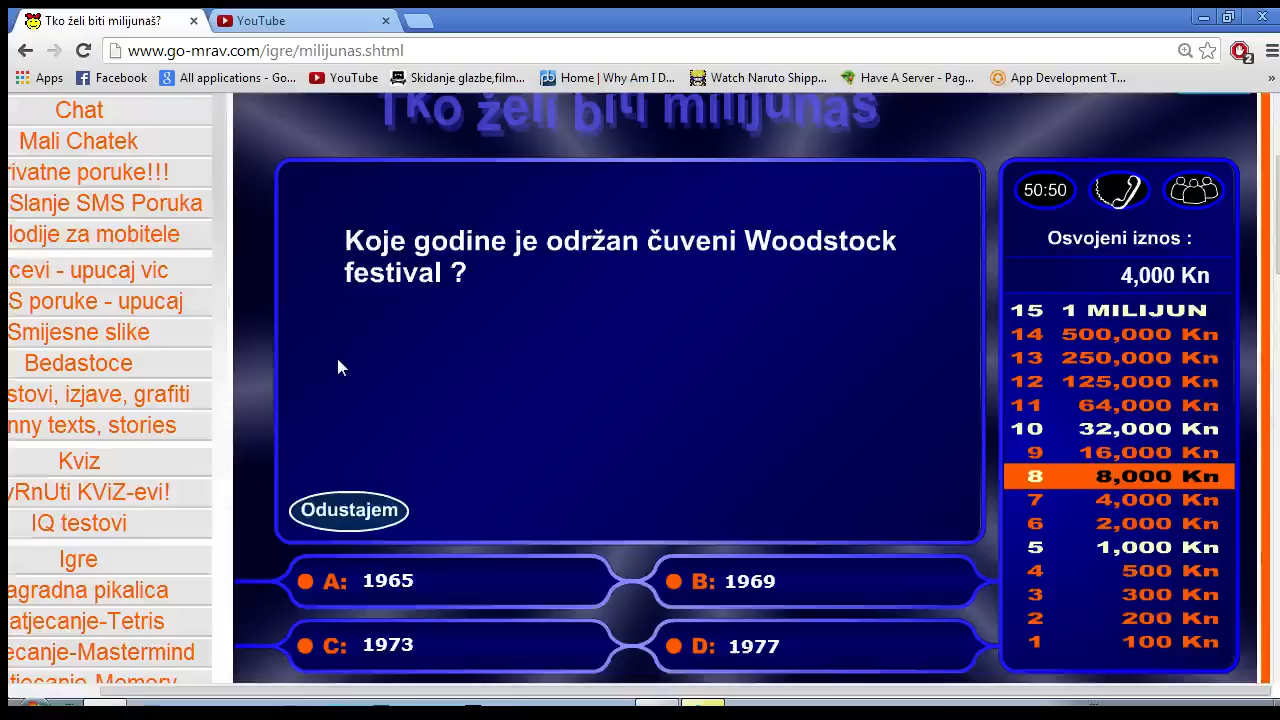 Tko želi biti milijunaš?
YouTube
www.go-mrav.com/igre/milijunas.shtml
Apps
Facebook
All applications - Go...
YouTube
Skidanje glazbe,film...
Home | Why Am I D...
Watch Naruto Shipp...
Have A Server - Pag...
App Development T...
»
Chat
Mali Chatek
rivatne poruke!!!
Slanje SMS Poruka
lodije za mobitele
cevi - upucaj vic
S poruke - upucaj
Smijesne slike
Bedastoce
stovi, izjave, grafiti
nny texts, stories
Kviz
yRnUti KViZ-evi!
IQ testovi
Igre
agradna pikalica
atjecanje-Tetris
ecanje-Mastmind
tjecanje-Memory
Tko želi biti milijunaš
Koje godine je održan čuveni Woodstock
festival ?
Odustajem
A: 1965
B: 1969
C: 1973
D: 1977
50:50
Osvojeni iznos :
4,000 Kn
15 1 MILIJUN
14 500,000 Kn
13 250,000 Kn
12 125,000 Kn
11 64,000 Kn
10 32,000 Kn
9 16,000 Kn
8 8,000 Kn
7 4,000 Kn
6 2,000 Kn
5 1,000 Kn
4 500 Kn
3 300 Kn
2 200 Kn
1 100 Kn